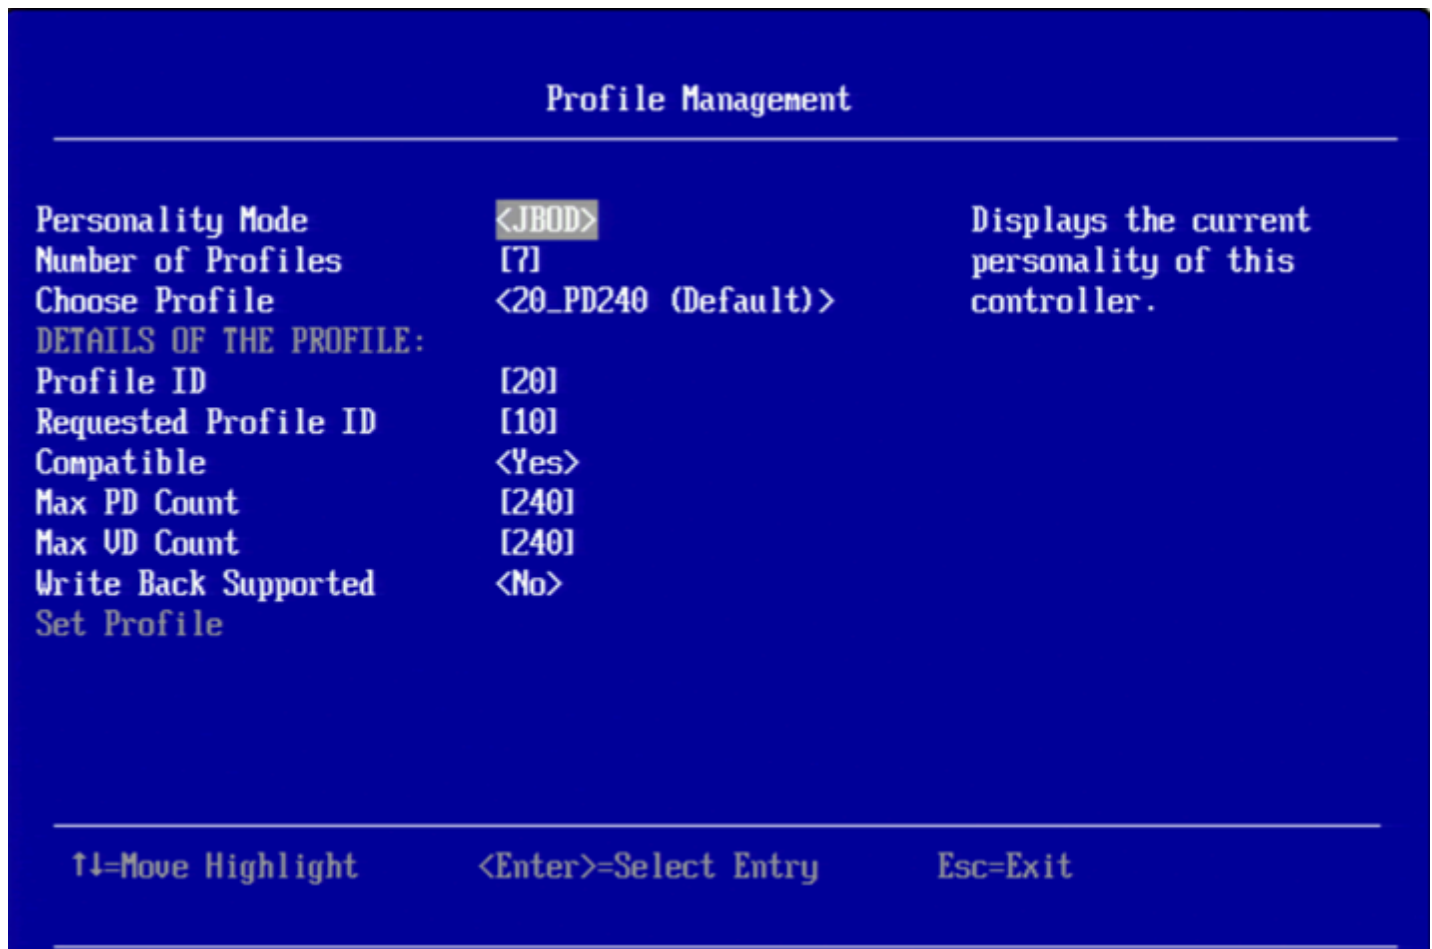 Profile Management
Personality Mode <JBOD> Displays the current
Number of Profiles [7] personality of this
Choose Profile <20_PD240 (Default)> controller.
DETAILS OF THE PROFILE:
Profile ID [20]
Requested Profile ID [10]
Compatible <Yes>
Max PD Count [240]
Max VD Count [240]
Write Back Supported <No>
Set Profile
↑↓=Move Highlight <Enter>=Select Entry Esc=Exit